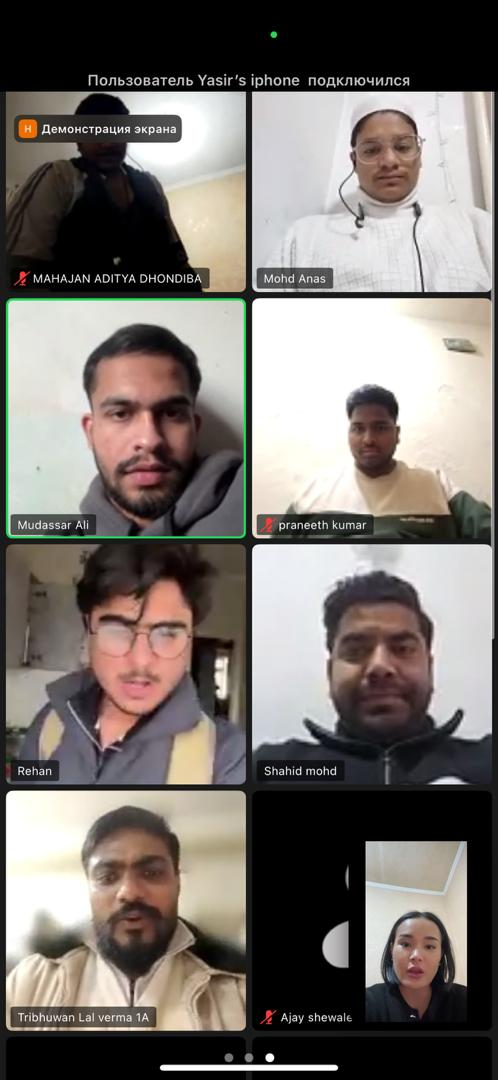 Пользователь Yasir’s iphone  подключился
H Демонстрация экрана
MAHAJAN ADITYA DHONDIBA
Mohd Anas
Mudassar Ali
praneeth kumar
Rehan
Shahid mohd
Tribhuwan Lal verma 1A
Ajay shewale